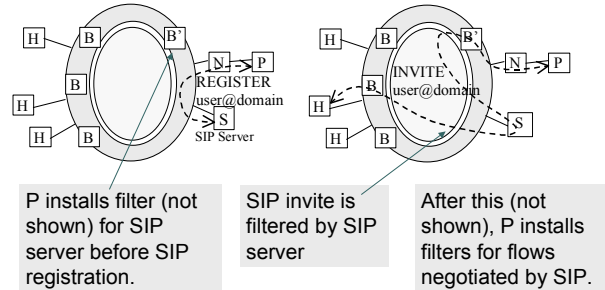 H
B
B'
N
P
REGISTER
user@domain
B
H
H
B
S
SIP Server
H
B
B'
N
P
INVITE
user@domain
B
H
H
B
S
P installs filter (not
shown) for SIP
server before SIP
registration.
SIP invite is
filtered by SIP
server
After this (not
shown), P installs
filters for flows
negotiated by SIP.